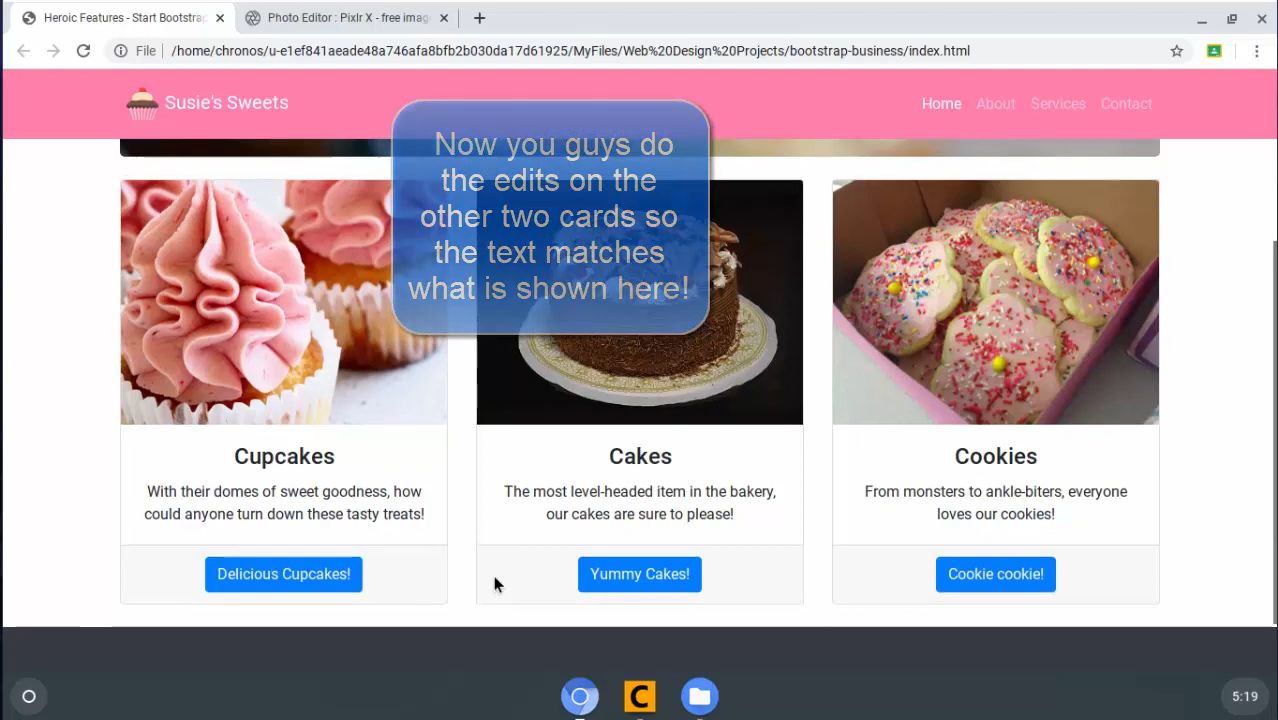 Heroic Features - Start Bootstrap
Photo Editor : Pixlr X - free imag
File
/home/chronos/u-e1ef841aeade48a746afa8bfb2b030da17d61925/MyFiles/Web%20Design%20Projects/bootstrap-business/index.html
Susie's Sweets
Home About Services Contact
Now you guys do
the edits on the
other two cards so
the text matches
what is shown here!
Cupcakes
With their domes of sweet goodness, how
could anyone turn down these tasty treats!
Delicious Cupcakes!
Cakes
The most level-headed item in the bakery,
our cakes are sure to please!
Yummy Cakes!
Cookies
From monsters to ankle-biters, everyone
loves our cookies!
Cookie cookie!
C
5:19